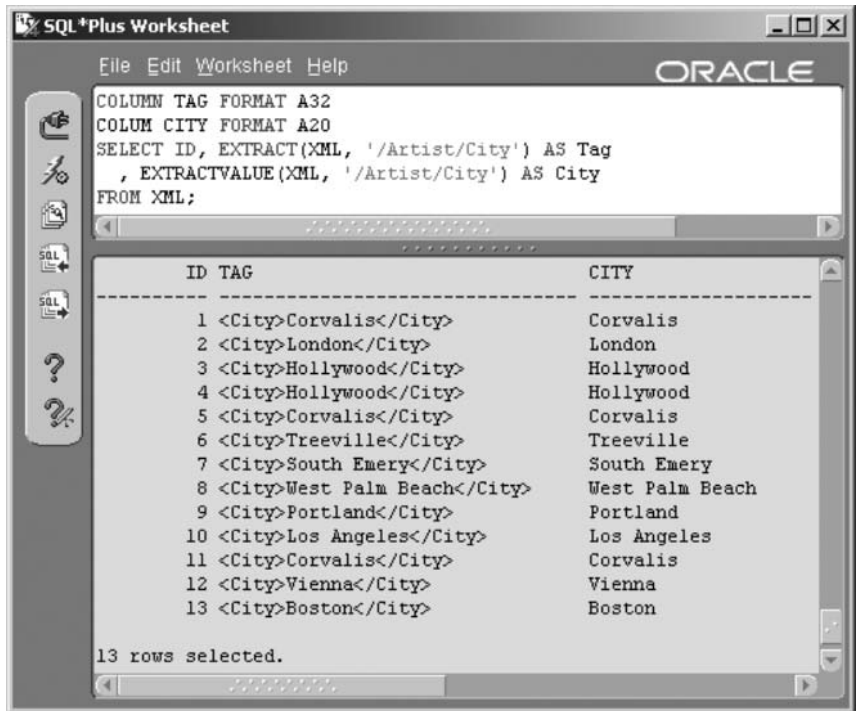 SQL*Plus Worksheet
File Edit Worksheet Help
ORACLE
COLUMN TAG FORMAT A32
COLUM CITY FORMAT A20
SELECT ID, EXTRACT(XML, '/Artist/City') AS Tag
, EXTRACTVALUE(XML, '/Artist/City') AS City
FROM XML;
SQL
SQL
ID TAG CITY
---------- -------------------------------- --------------------
1 <City>Corvalis</City> Corvalis
2 <City>London</City> London
3 <City>Hollywood</City> Hollywood
4 <City>Hollywood</City> Hollywood
5 <City>Corvalis</City> Corvalis
6 <City>Treeville</City> Treeville
7 <City>South Emery</City> South Emery
8 <City>West Palm Beach</City> West Palm Beach
9 <City>Portland</City> Portland
10 <City>Los Angeles</City> Los Angeles
11 <City>Corvalis</City> Corvalis
12 <City>Vienna</City> Vienna
13 <City>Boston</City> Boston
13 rows selected.